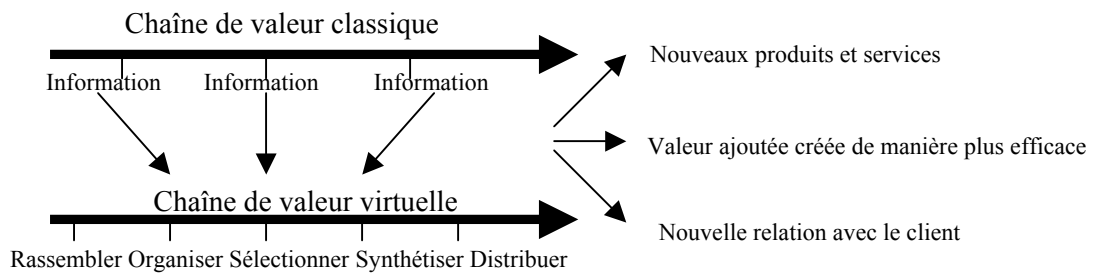 Chaîne de valeur classique
Information Information Information
Chaîne de valeur virtuelle
Rassembler Organiser Sélectionner Synthétiser Distribuer
Nouveaux produits et services
Valeur ajoutée créée de manière plus efficace
Nouvelle relation avec le client